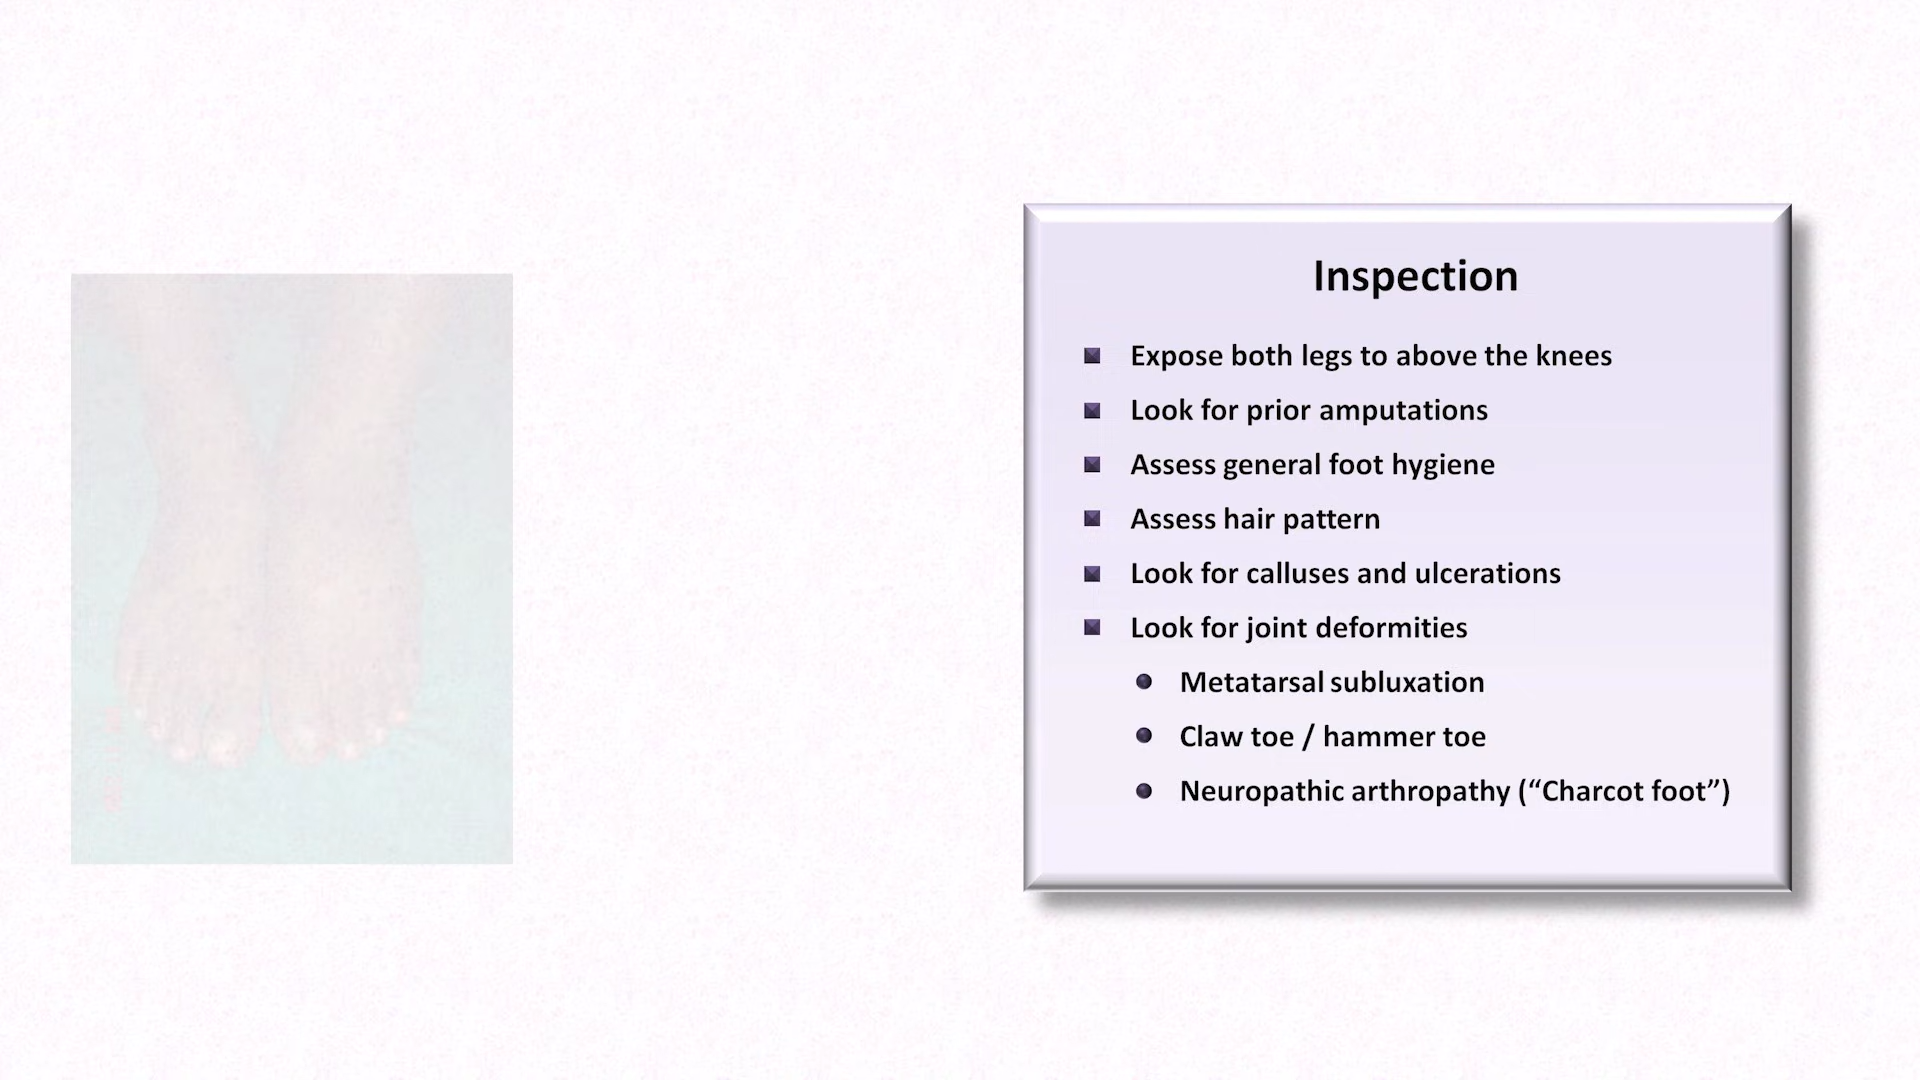 Inspection
Expose both legs to above the knees
Look for prior amputations
Assess general foot hygiene
Assess hair pattern
Look for calluses and ulcerations
Look for joint deformities
Metatarsal subluxation
Claw toe / hammer toe
Neuropathic arthropathy (“Charcot foot”)